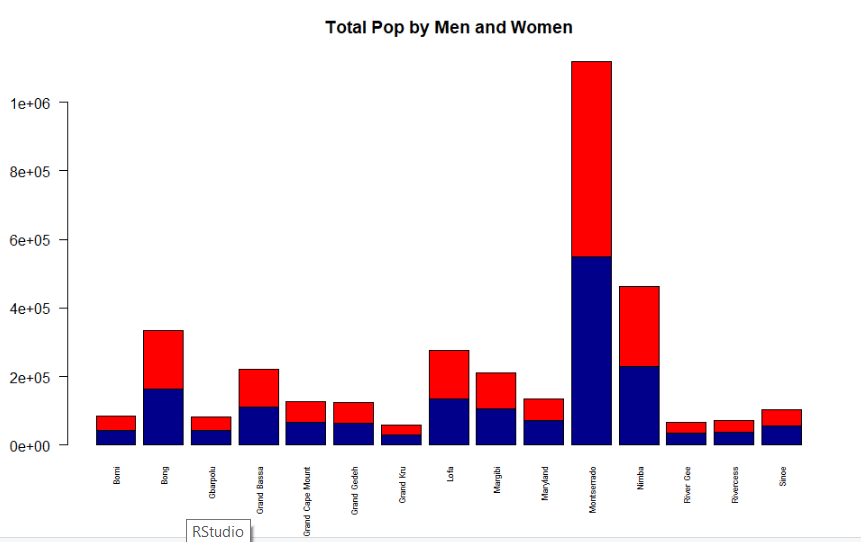 Total Pop by Men and Women
1e+06
8e+05
6e+05
4e+05
2e+05
0e+00
Bomi
Bong
Gbarpolu
Grand Bassa
Grand Cape Mount
Grand Gedeh
Grand Kru
Lofa
Margibi
Maryland
Montserrado
Nimba
River Gee
Rivercess
Sinoe
RStudio